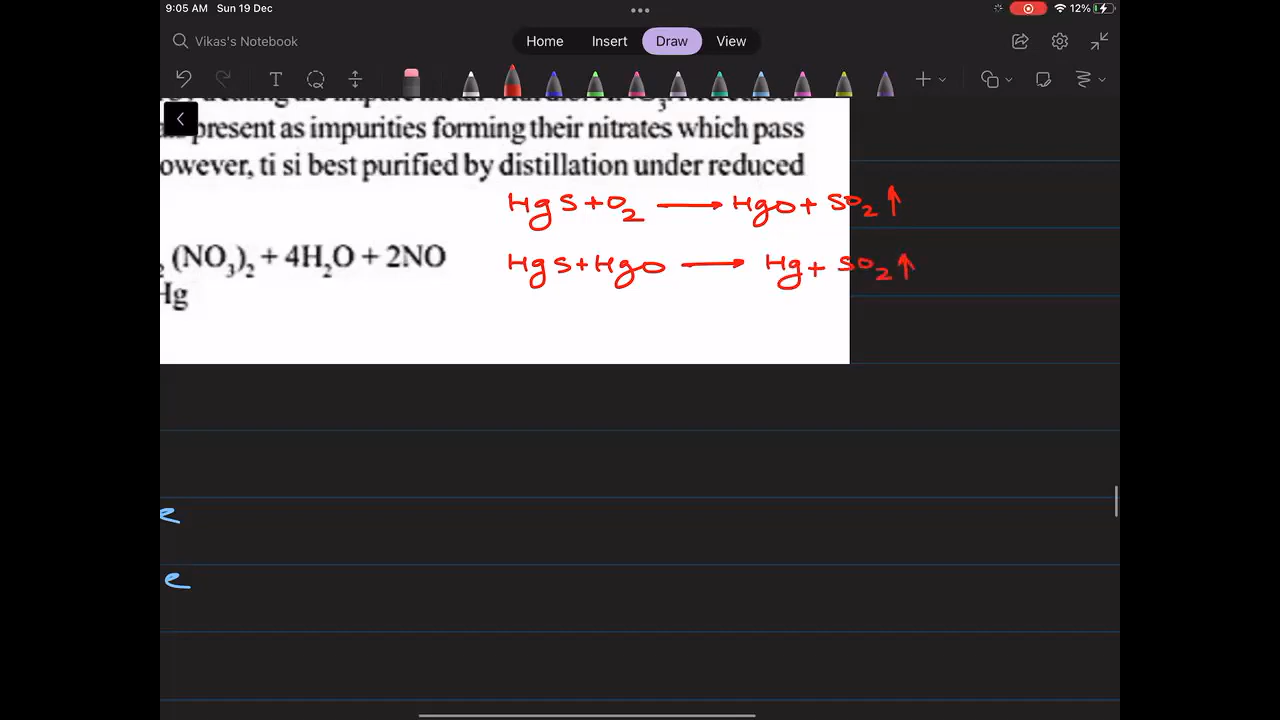 9:05 AM Sun 19 Dec
12%
Vikas's Notebook
Home Insert Draw View
present as impurities forming their nitrates which pass
owever, ti si best purified by distillation under reduced
HgS + O₂ ⟶ HgO + SO₂ ↑
(NO₃)₂ + 4H₂O + 2NO
HgS + HgO ⟶ Hg + SO₂ ↑
Hg
e
e